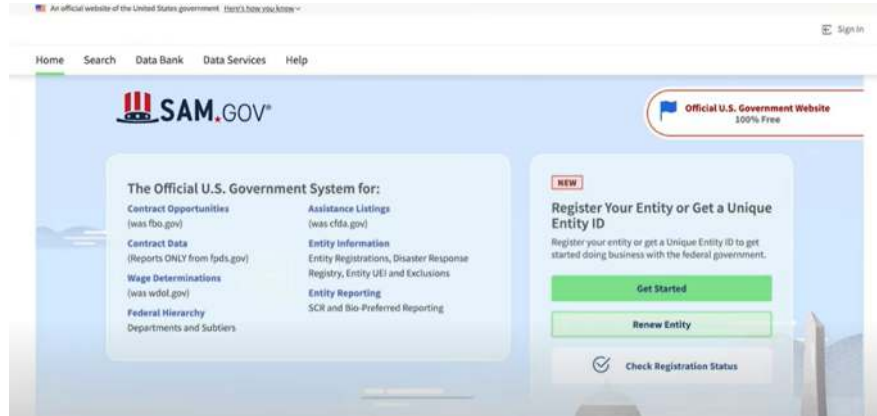 An official website of the United States government Here's how you know
Sign In
Home Search Data Bank Data Services Help
SAM.GOV®
Official U.S. Government Website
100% Free
The Official U.S. Government System for:
Contract Opportunities
(was fbo.gov)
Contract Data
(Reports ONLY from fpds.gov)
Wage Determinations
(was wdol.gov)
Federal Hierarchy
Departments and Subtiers
Assistance Listings
(was cfda.gov)
Entity Information
Entity Registrations, Disaster Response
Registry, Entity UEI and Exclusions
Entity Reporting
SCR and Bio-Preferred Reporting
NEW
Register Your Entity or Get a Unique
Entity ID
Register your entity or get a Unique Entity ID to get
started doing business with the federal government.
Get Started
Renew Entity
Check Registration Status